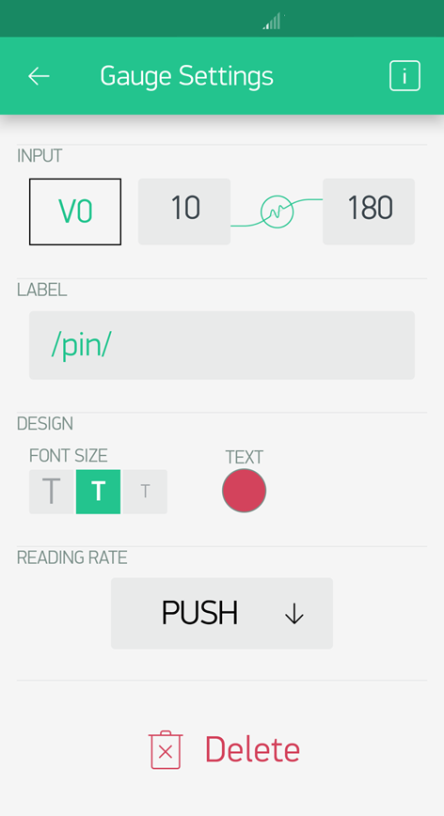 Gauge Settings
i
INPUT
V0 10 180
LABEL
/pin/
DESIGN
FONT SIZE TEXT
T T T
READING RATE
PUSH
Delete